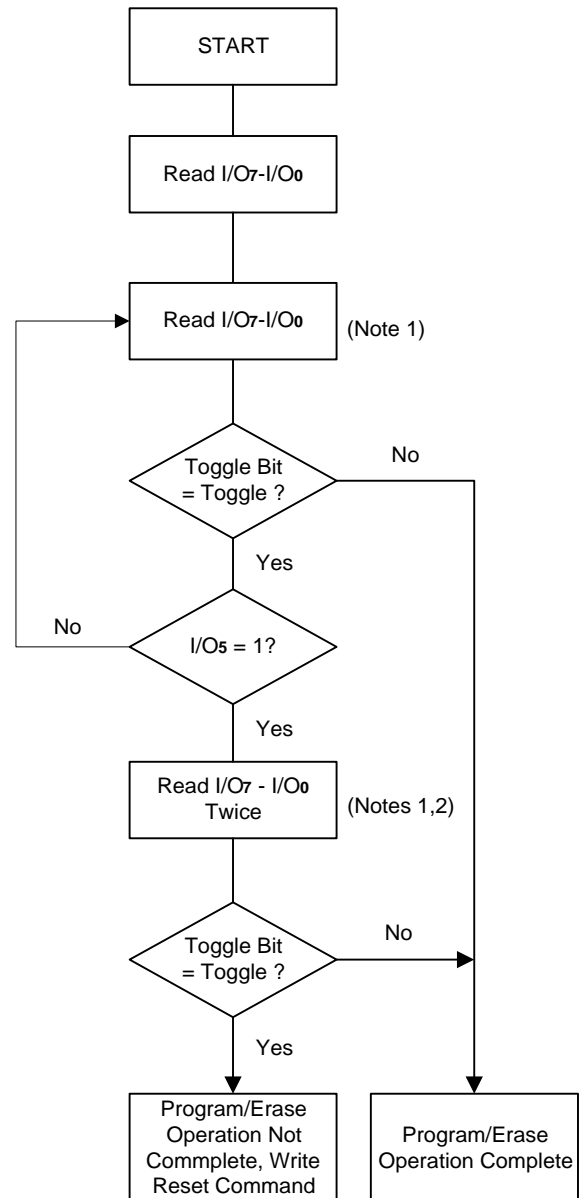 START
Read I/O7-I/O0
Read I/O7-I/O0
(Note 1)
Toggle Bit
= Toggle ?
No
Yes
I/O5 = 1?
No
Yes
Read I/O7 - I/O0
Twice
(Notes 1,2)
Toggle Bit
= Toggle ?
No
Yes
Program/Erase
Operation Not
Commplete, Write
Reset Command
Program/Erase
Operation Complete